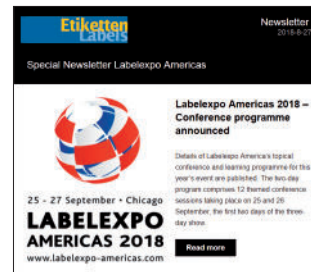 Etiketten
Labels
Newsletter
2018-8-27
Special Newsletter Labelexpo Americas
Labelexpo Americas 2018 –
Conference programme
announced
Details of Labelexpo America's topical
conference and learning programme for this
year's event are published. The two-day
program comprises 12 themed conference
sessions taking place on 25 and 26
September, the first two days of the three-
day show.
Read more
25 - 27 September • Chicago
LABELEXPO
AMERICAS 2018
www.labelexpo-americas.com